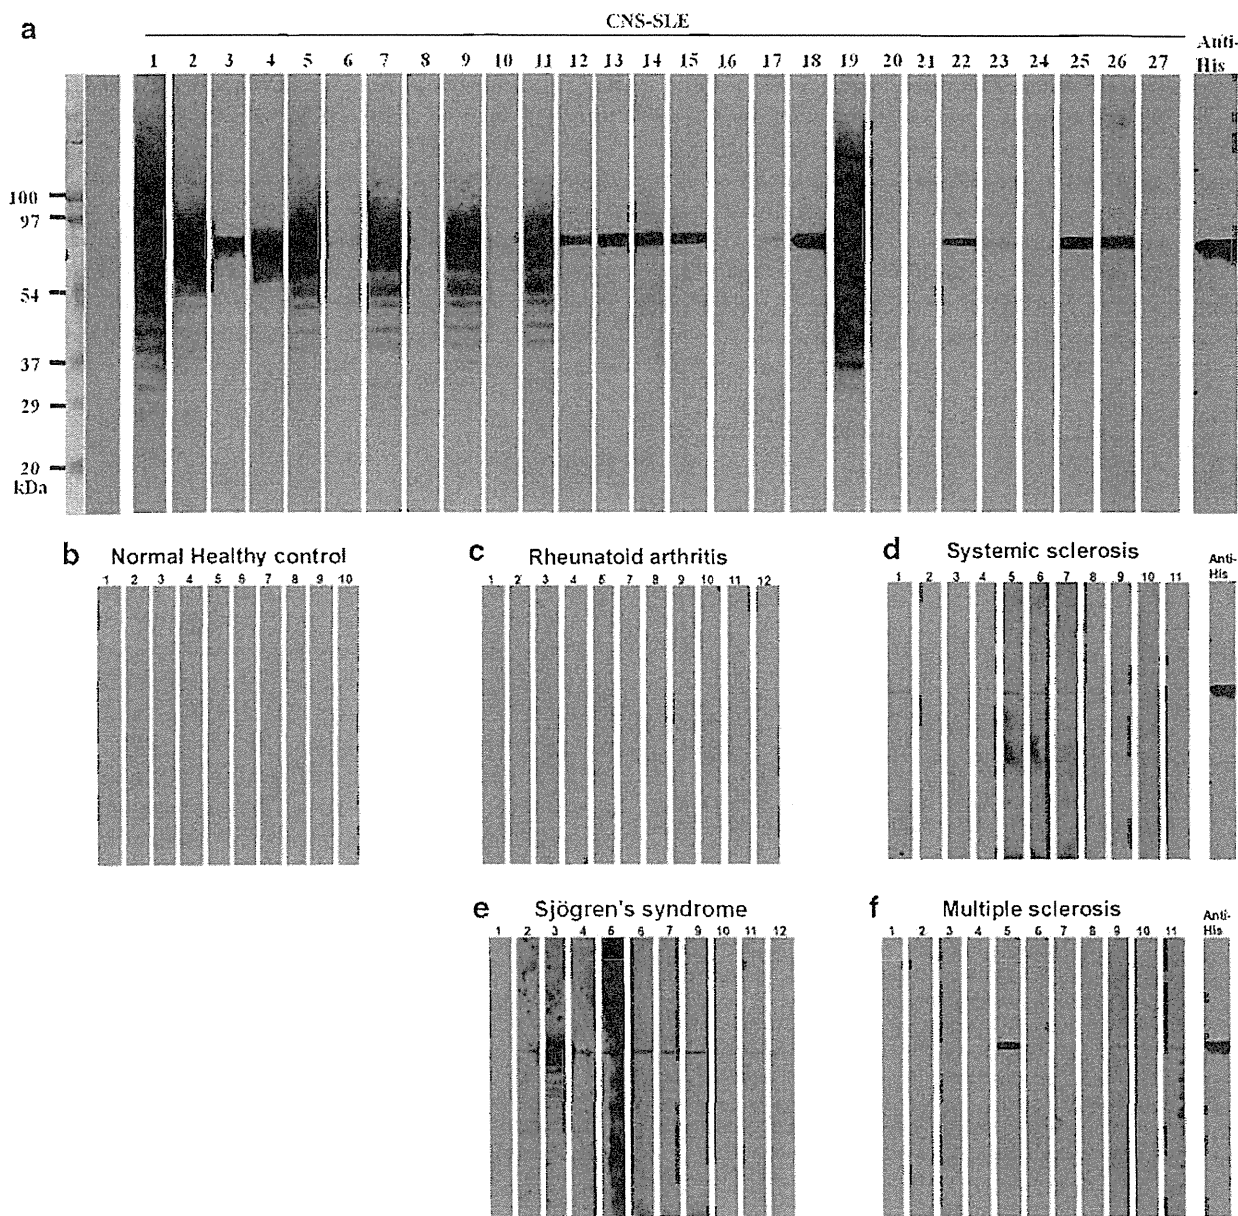 a
CNS-SLE
1 2 3 4 5 6 7 8 9 10 11 12 13 14 15 16 17 18 19 20 21 22 23 24 25 26 27
Anti-
His
100
97
54
37
29
20
kDa
b Normal Healthy control
1 2 3 4 5 6 7 8 9 10
c Rheunatoid arthritis
1 2 3 4 5 6 7 8 9 10 11 12
d Systemic sclerosis
1 2 3 4 5 6 7 8 9 10 11
Anti-
His
e Sjögren's syndrome
1 2 3 4 5 6 7 9 10 11 12
f Multiple sclerosis
1 2 3 4 5 6 7 8 9 10 11
Anti-
His